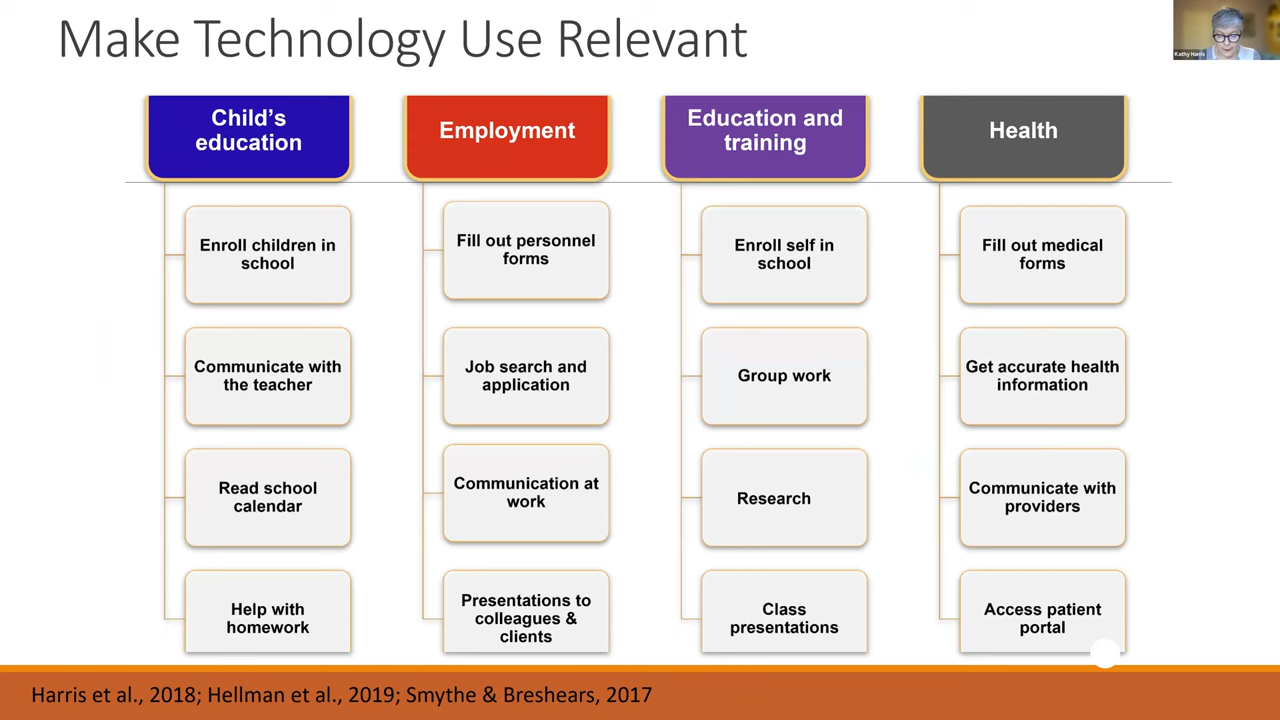 Make Technology Use Relevant
Kathy Harris
Child's
education
Enroll children in
school
Communicate with
the teacher
Read school
calendar
Help with
homework
Employment
Fill out personnel
forms
Job search and
application
Communication at
work
Presentations to
colleagues &
clients
Education and
training
Enroll self in
school
Group work
Research
Class
presentations
Health
Fill out medical
forms
Get accurate health
information
Communicate with
providers
Access patient
portal
Harris et al., 2018; Hellman et al., 2019; Smythe & Breshears, 2017